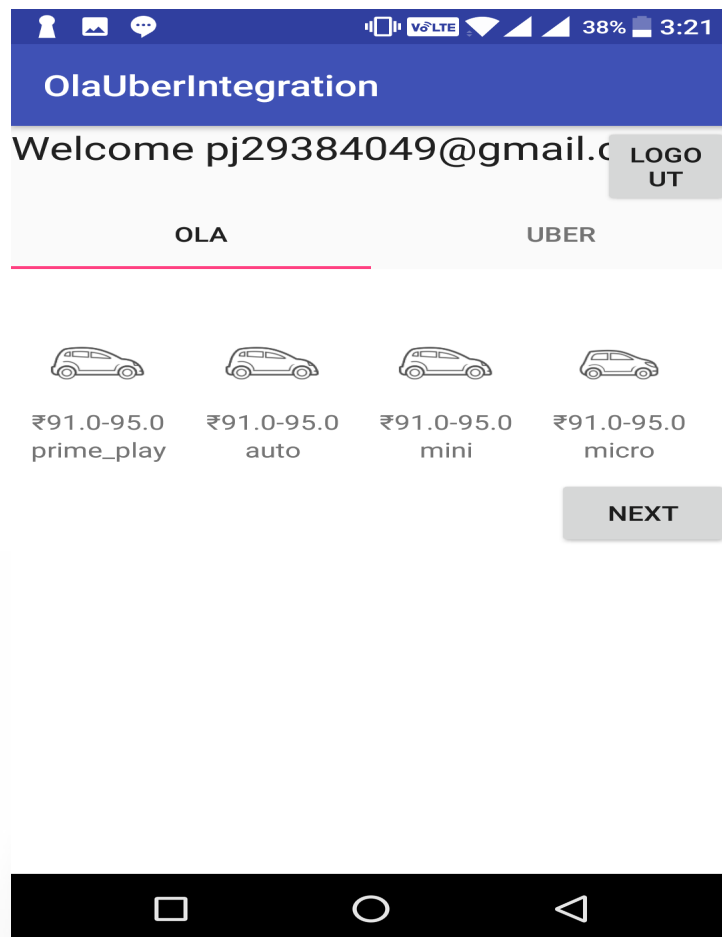 VoLTE 38% 3:21
OlaUberIntegration
Welcome pj29384049@gmail.c
LOGO
UT
OLA UBER
₹91.0-95.0 ₹91.0-95.0 ₹91.0-95.0 ₹91.0-95.0
prime_play auto mini micro
NEXT